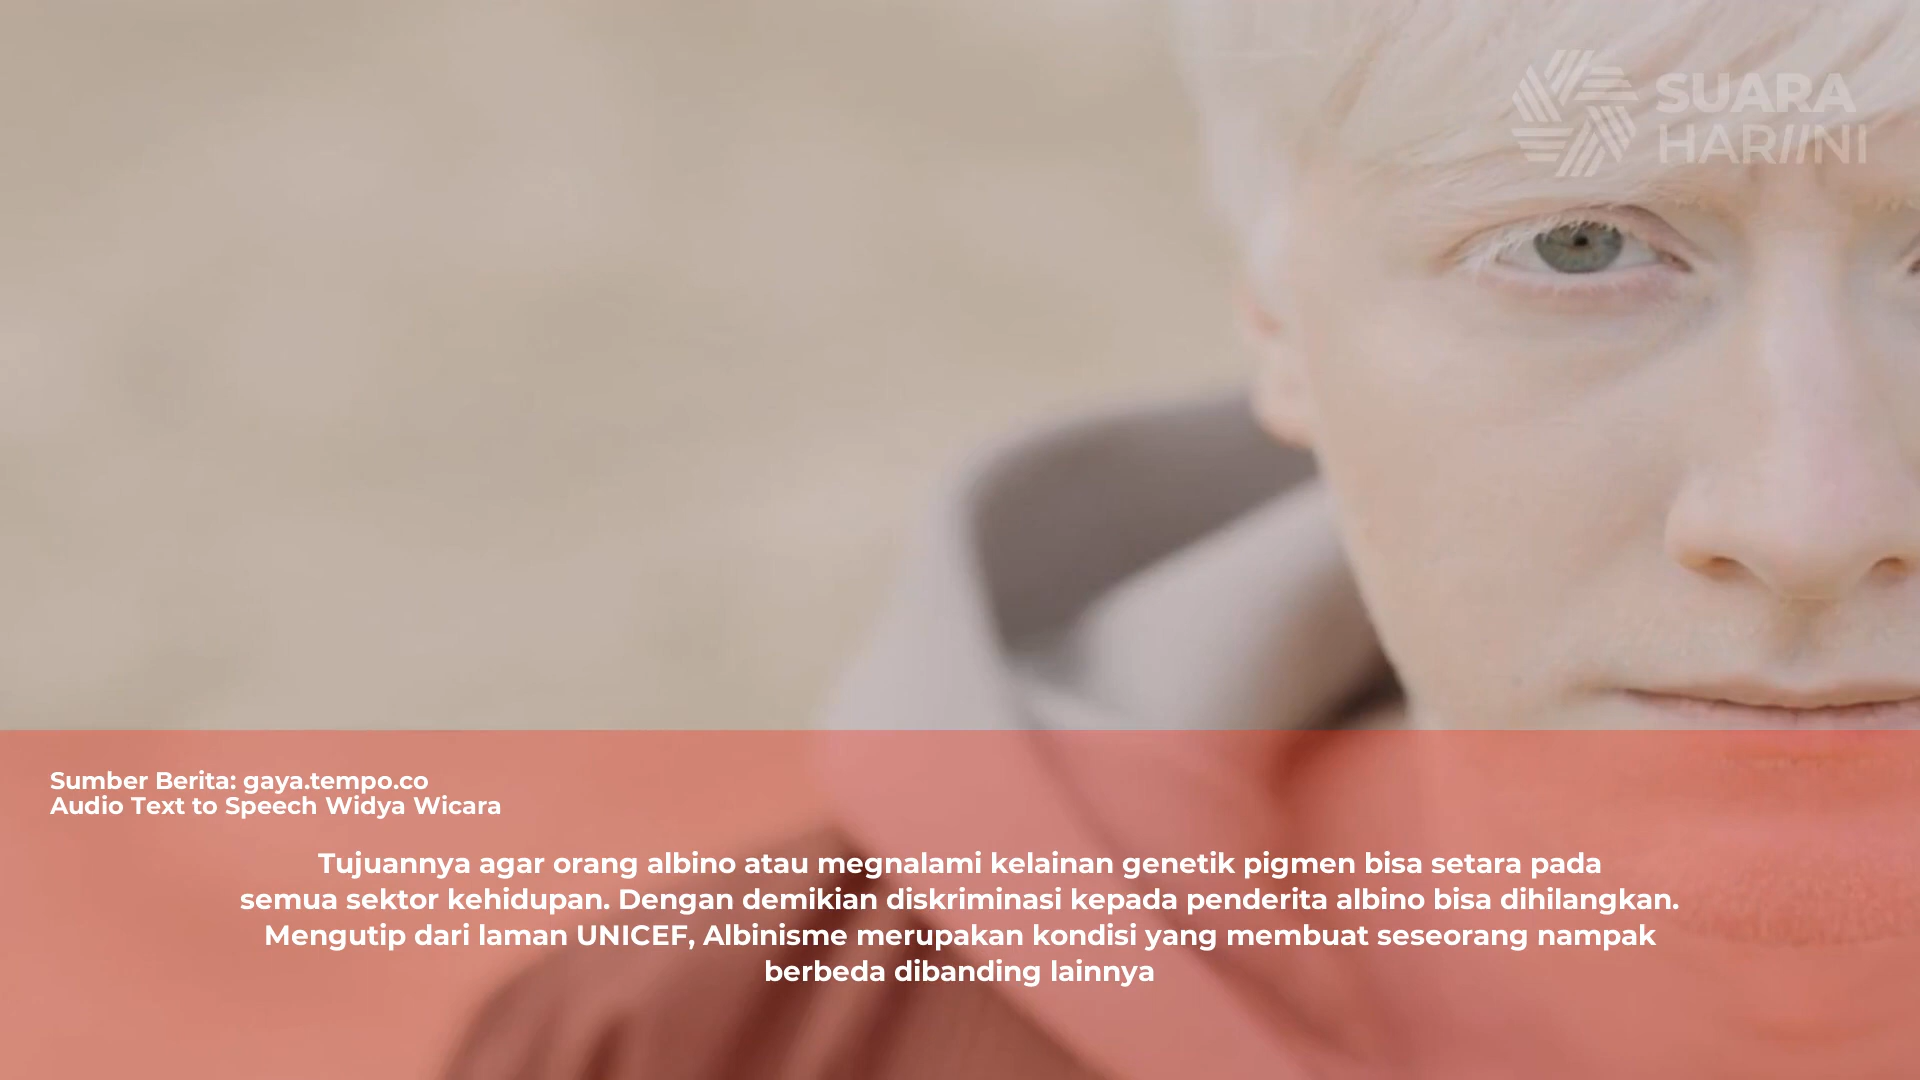 SUARA
HARIINI
Sumber Berita: gaya.tempo.co
Audio Text to Speech Widya Wicara
Tujuannya agar orang albino atau megnalami kelainan genetik pigmen bisa setara pada
semua sektor kehidupan. Dengan demikian diskriminasi kepada penderita albino bisa dihilangkan.
Mengutip dari laman UNICEF, Albinisme merupakan kondisi yang membuat seseorang nampak
berbeda dibanding lainnya